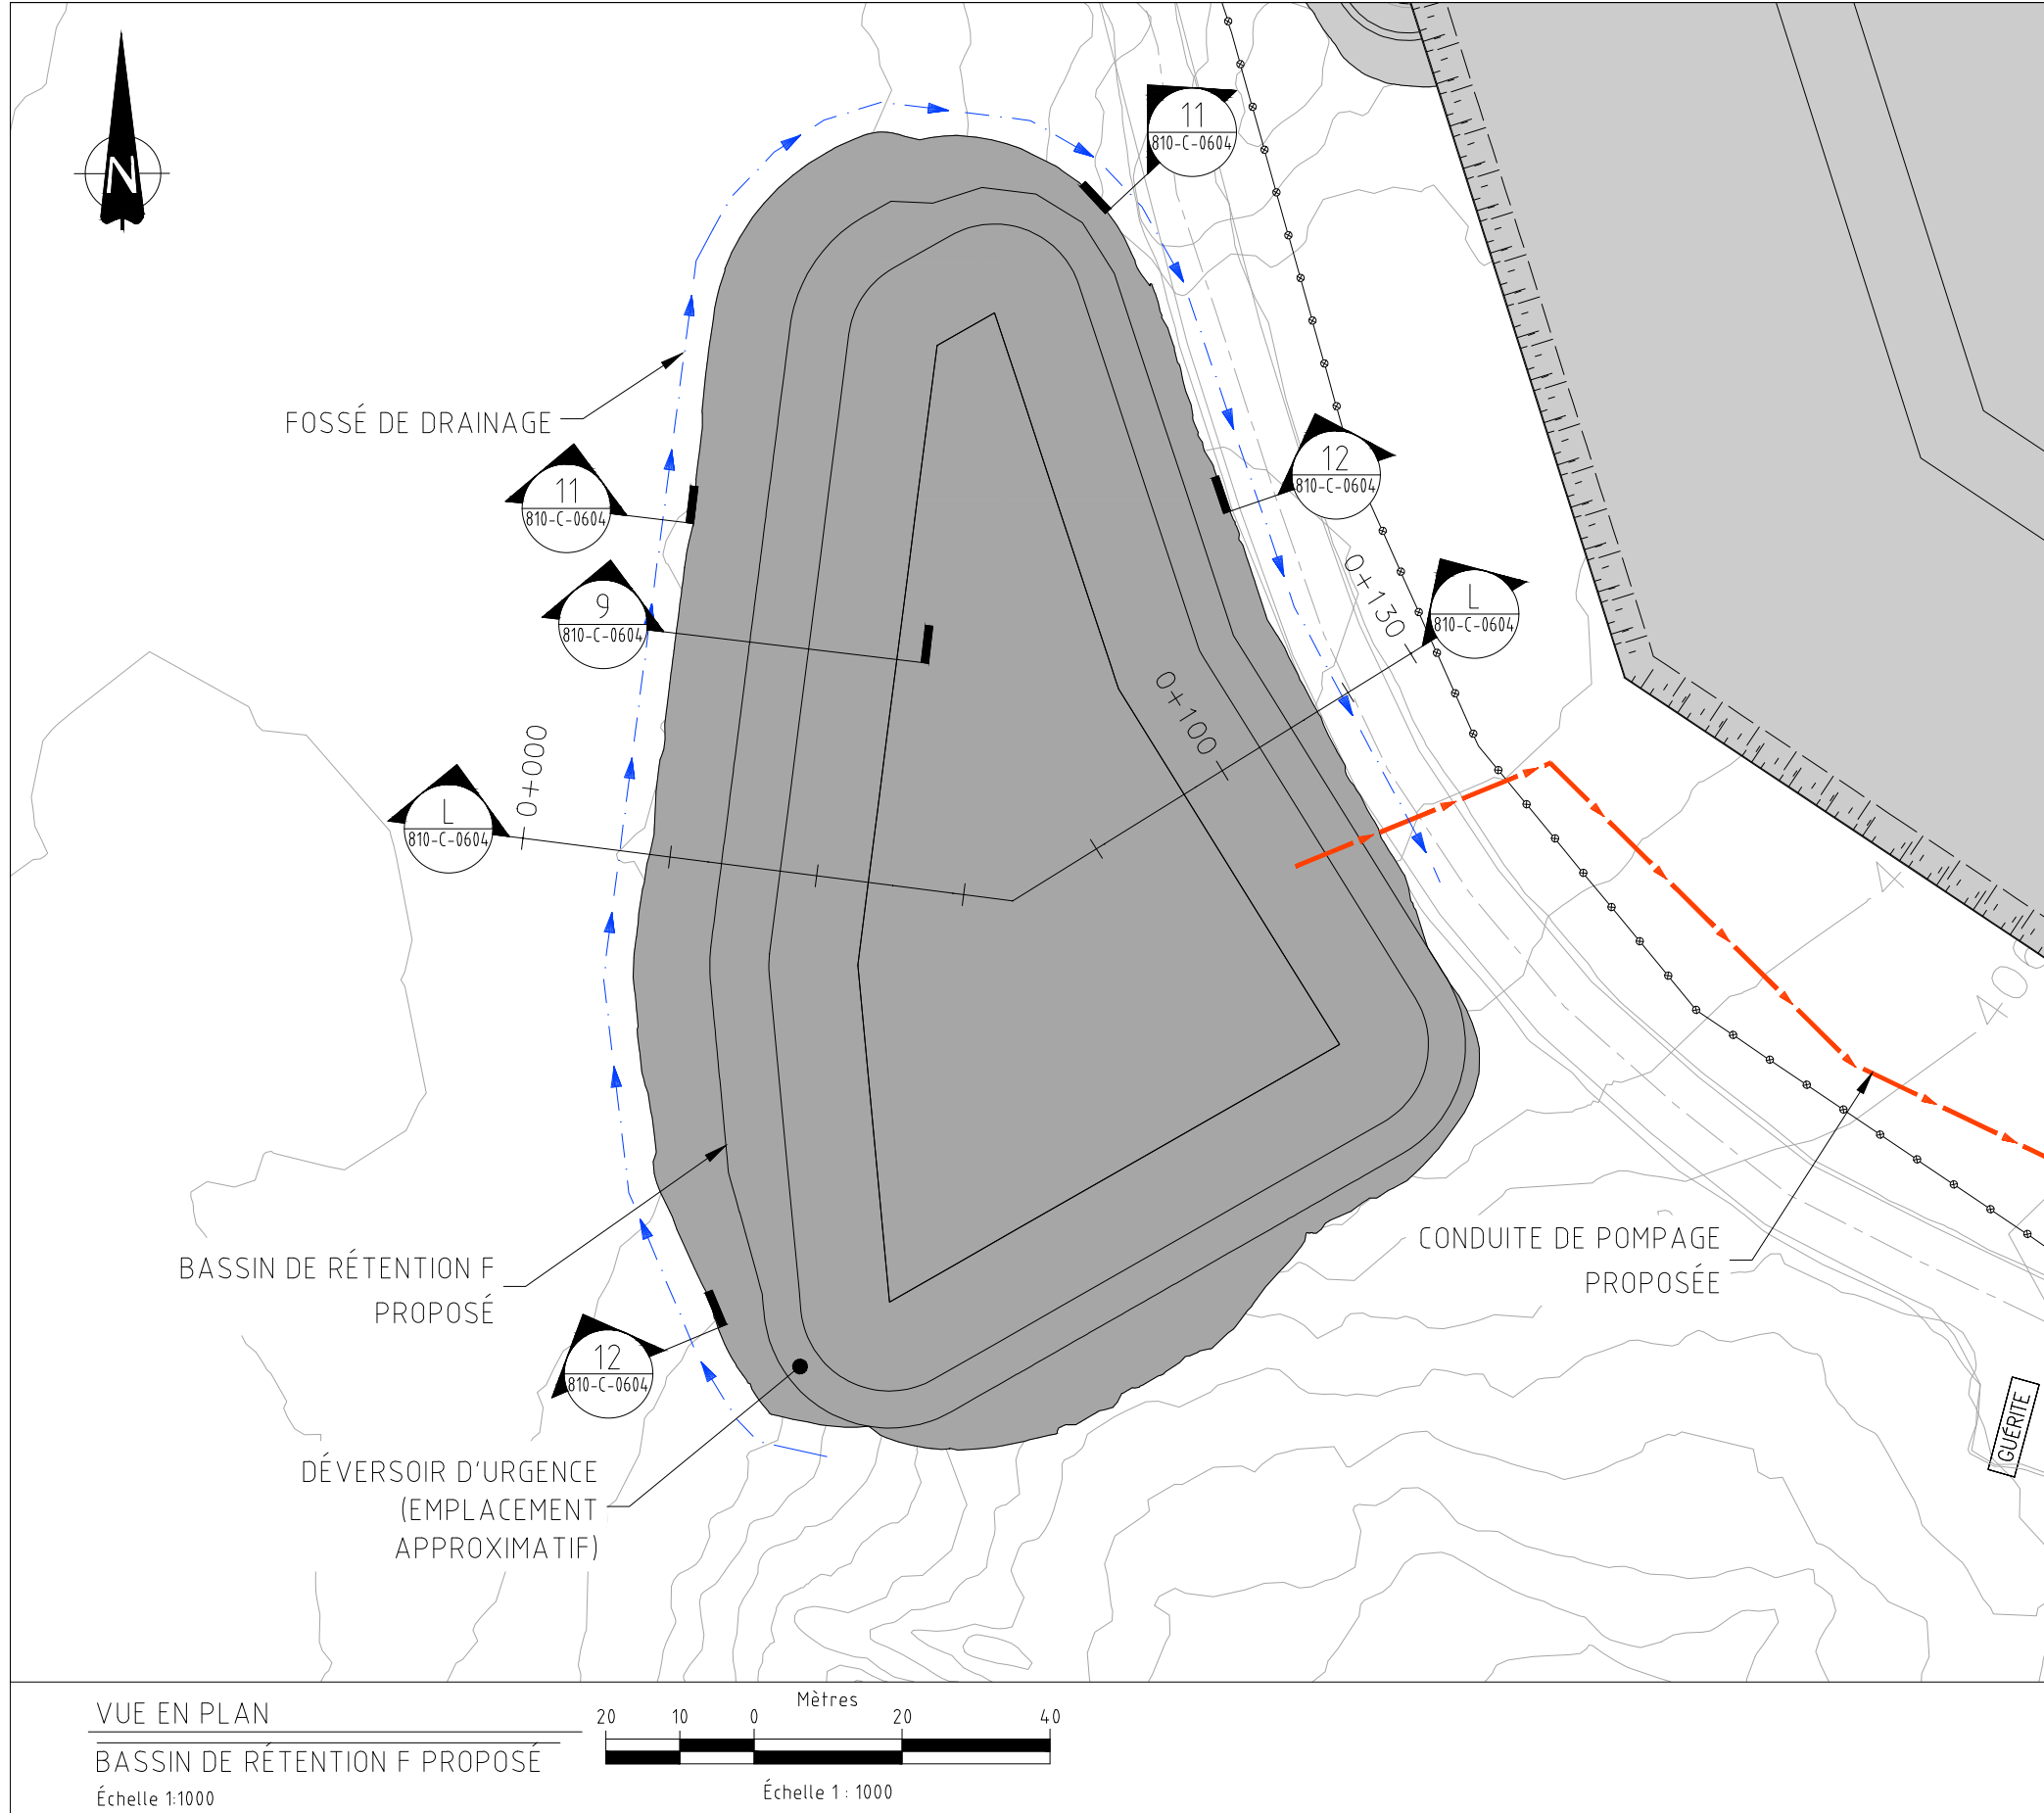 N
11
810-C-0604
FOSSÉ DE DRAINAGE
11
810-C-0604
12
810-C-0604
9
810-C-0604
L
810-C-0604
0+130
0+100
0+000
L
810-C-0604
400
BASSIN DE RÉTENTION F
PROPOSÉ
CONDUITE DE POMPAGE
PROPOSÉE
12
810-C-0604
GUÉRITE
DÉVERSOIR D'URGENCE
(EMPLACEMENT
APPROXIMATIF)
VUE EN PLAN
BASSIN DE RÉTENTION F PROPOSÉ
Échelle 1:1000
Mètres
20 10 0 20 40
Échelle 1 : 1000